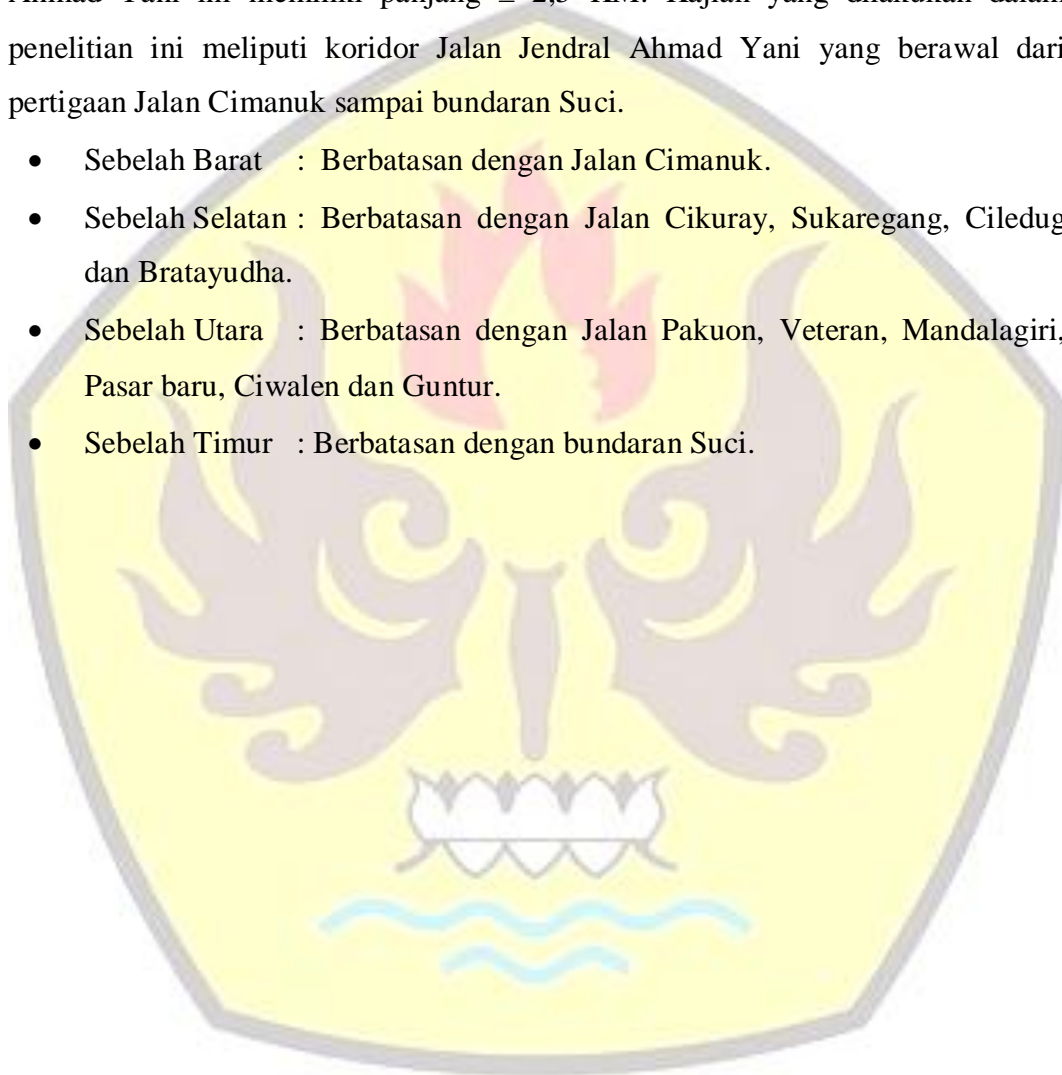 Ahmad Yani ini memiliki panjang ± 2,5 KM. Kajian yang dilakukan dalam
penelitian ini meliputi koridor Jalan Jendral Ahmad Yani yang berawal dari
pertigaan Jalan Cimanuk sampai bundaran Suci.
• Sebelah Barat : Berbatasan dengan Jalan Cimanuk.
• Sebelah Selatan : Berbatasan dengan Jalan Cikuray, Sukaregang, Ciledug
dan Bratayudha.
• Sebelah Utara : Berbatasan dengan Jalan Pakuon, Veteran, Mandalagiri,
Pasar baru, Ciwalen dan Guntur.
• Sebelah Timur : Berbatasan dengan bundaran Suci.